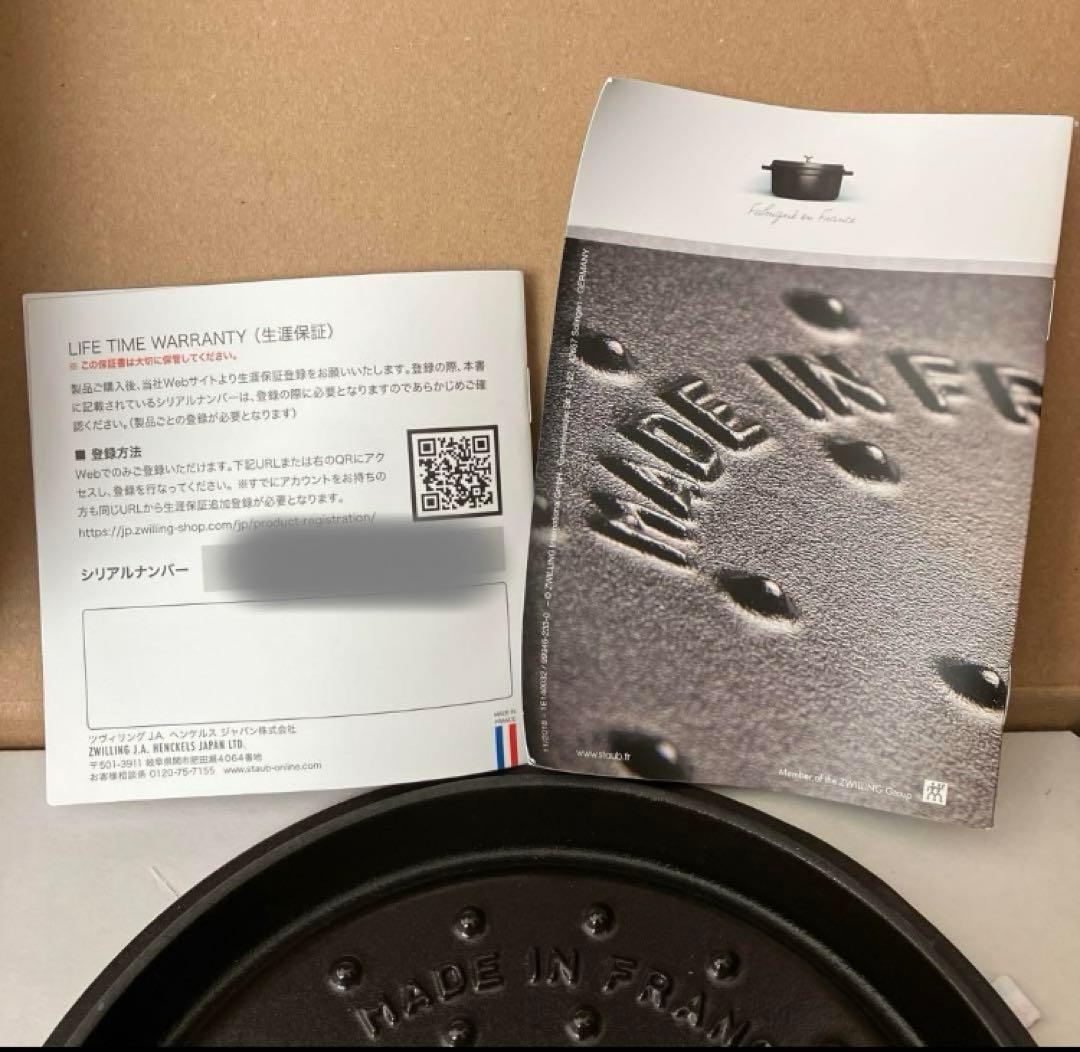 LIFE TIME WARRANTY（生涯保証）
※ この保証書は大切に保管してください。
製品ご購入後、当社Webサイトより生涯保証登録をお願いいたします。登録の際、本書
に記載されているシリアルナンバーは、登録の際に必要となりますのであらかじめご確
認ください。（製品ごとの登録が必要となります）
■ 登録方法
Webでのみご登録いただけます。下記URLまたは右のQRにアク
セスし、登録を行なってください。 ※すでにアカウントをお持ちの
方も同じURLから生涯保証追加登録が必要となります。
https://jp.zwilling-shop.com/jp/product-registration/
シリアルナンバー
ツヴィリング J.A. ヘンケルス ジャパン株式会社
ZWILLING J.A. HENCKELS JAPAN LTD.
〒501-3911 岐阜県関市肥田瀬4064番地
お客様相談係 0120-75-7155 www.staub-online.com
MADE IN
FRANCE
Fabriqué en France
MADE IN FR
11/2018
© ZWILLING
Solingen - GERMANY
www.staub.fr
Member of the ZWILLING Group
MADE IN FRANC